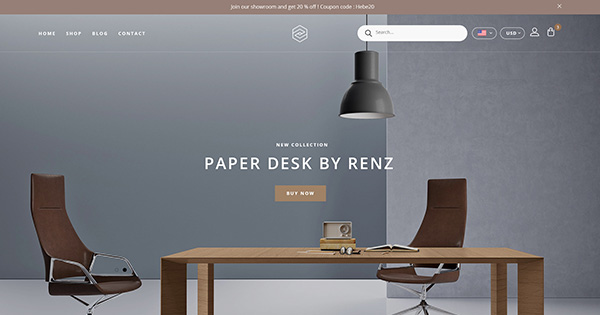 Join our showroom and get 20 % off ! Coupon code : Hebe20
HOME SHOP BLOG CONTACT
Search...
USD
NEW COLLECTION
PAPER DESK BY RENZ
BUY NOW